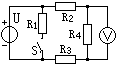 + U R₁ R₂
R₄ V
- S R₃